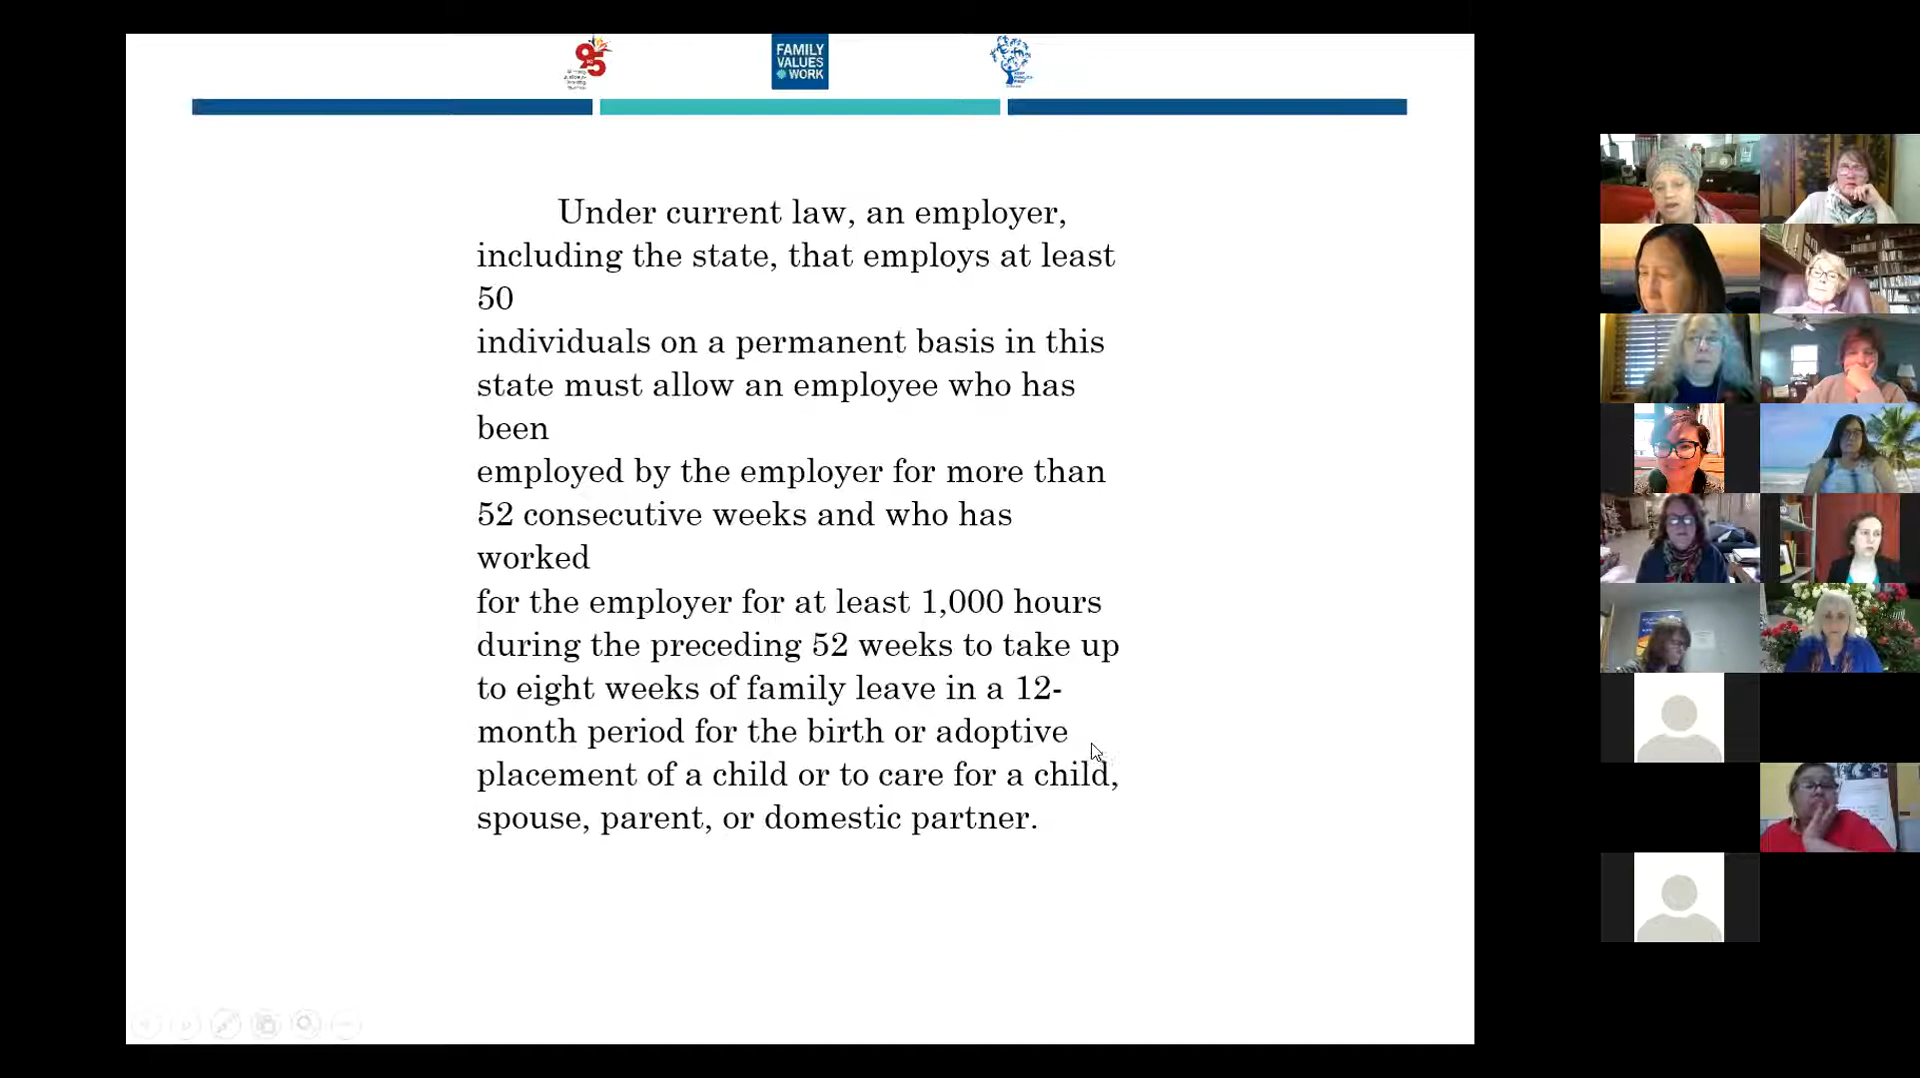 95
FAMILY
VALUES
WORK
Under current law, an employer,
including the state, that employs at least
50
individuals on a permanent basis in this
state must allow an employee who has
been
employed by the employer for more than
52 consecutive weeks and who has
worked
for the employer for at least 1,000 hours
during the preceding 52 weeks to take up
to eight weeks of family leave in a 12-
month period for the birth or adoptive
placement of a child or to care for a child,
spouse, parent, or domestic partner.